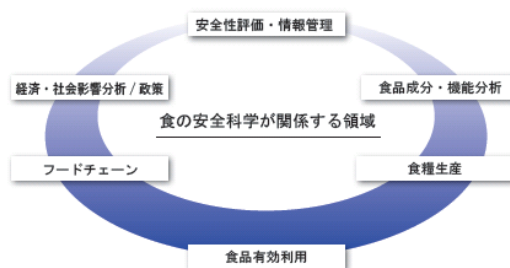 安全性評価・情報管理
経済・社会影響分析 / 政策
食品成分・機能分析
食の安全科学が関係する領域
フードチェーン
食糧生産
食品有効利用